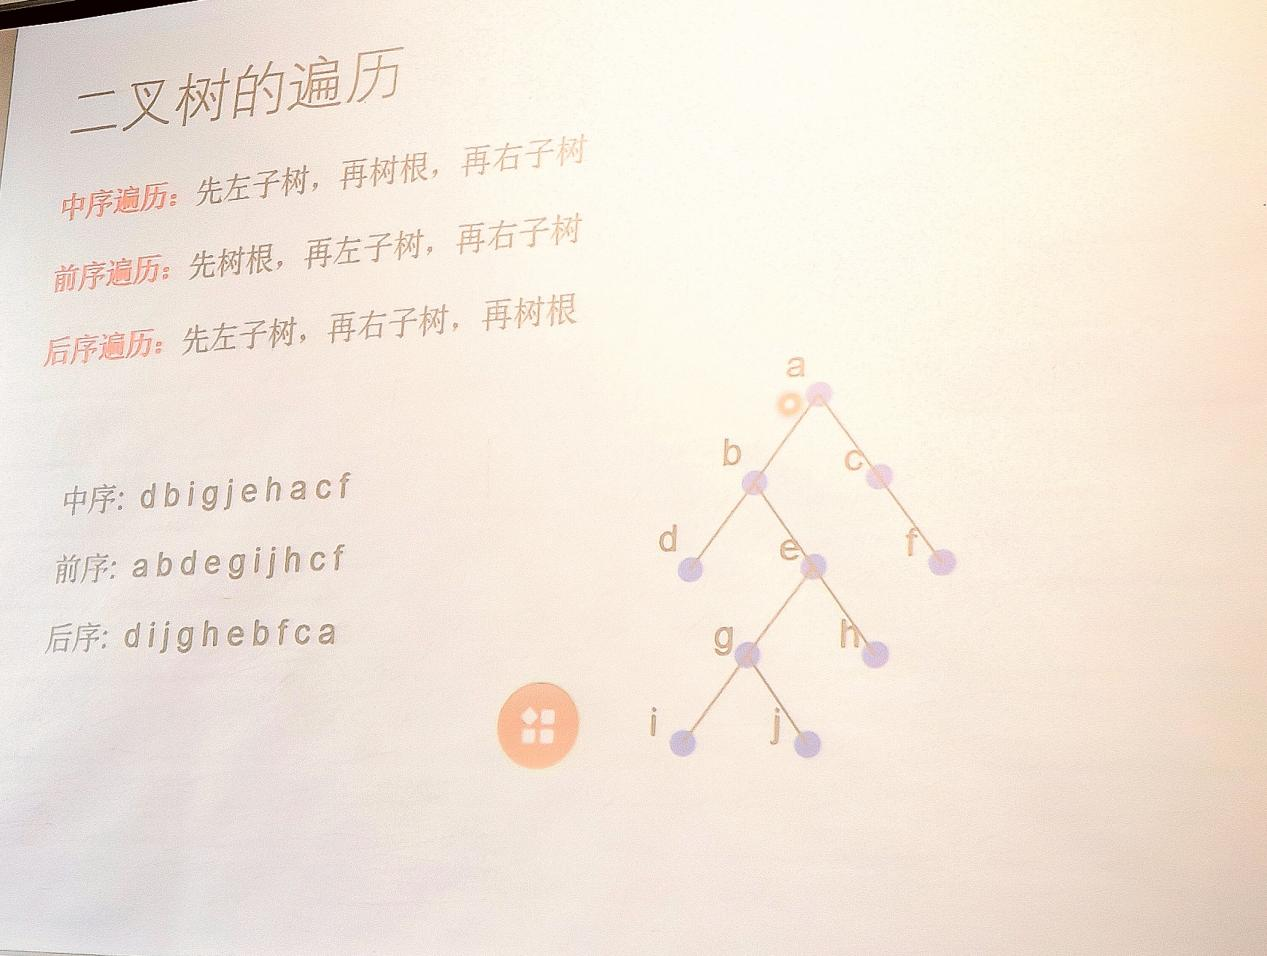 二叉树的遍历
中序遍历：先左子树，再树根，再右子树
前序遍历：先树根，再左子树，再右子树
后序遍历：先左子树，再右子树，再树根
中序: d b i g j e h a c f
前序: a b d e g i j h c f
后序: d i j g h e b f c a
a
b
c
d
e
f
g
h
i
j